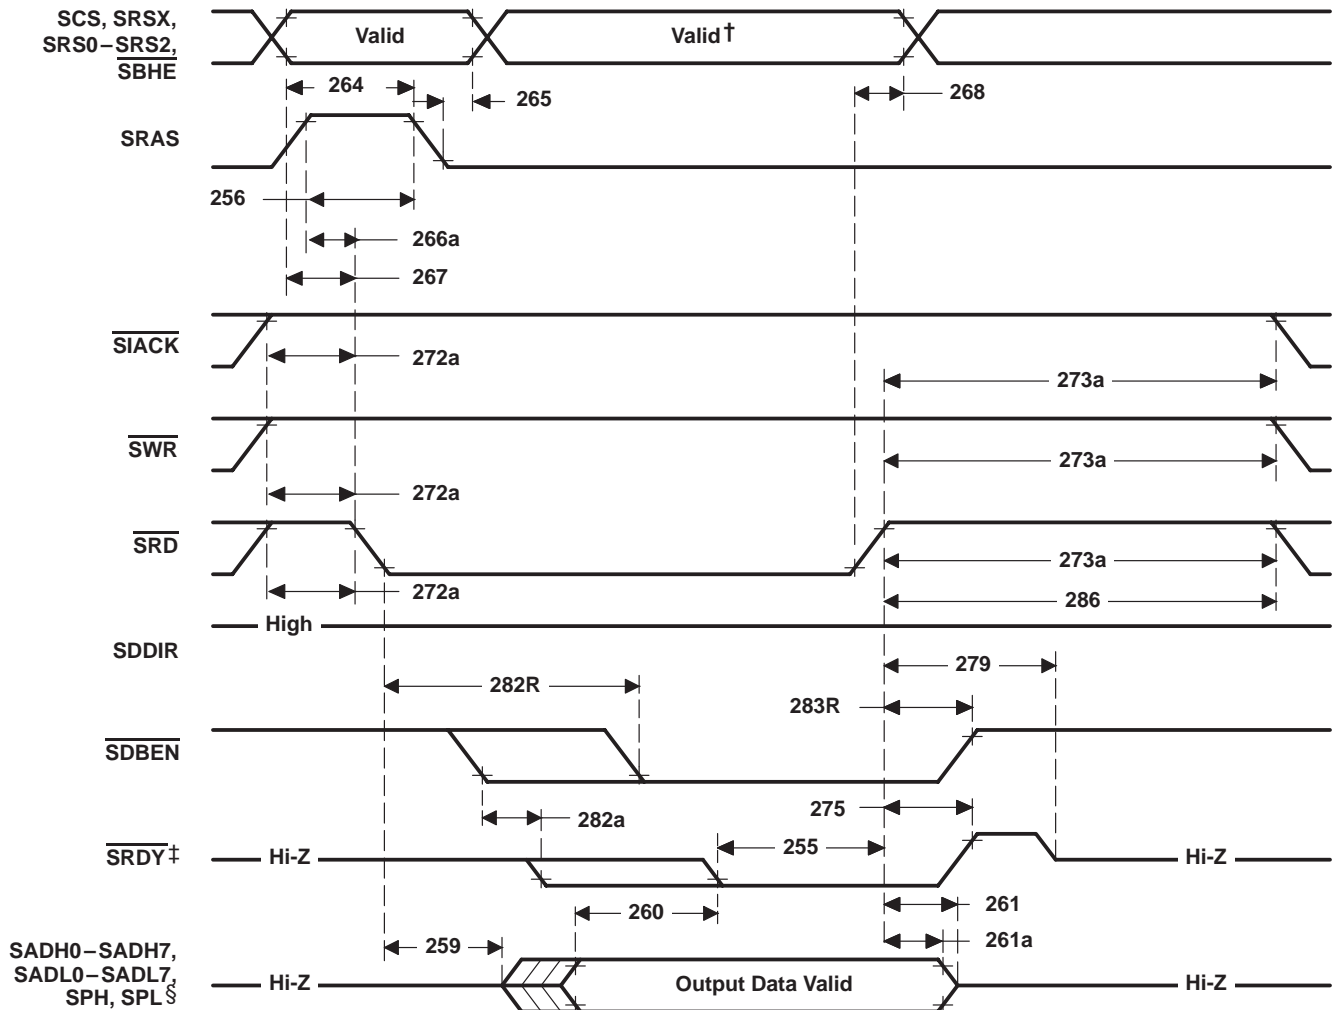 SCS, SRSX,
SRS0–SRS2,
SBHE
Valid
Valid†
264
265
268
SRAS
256
266a
267
SIACK
272a
273a
SWR
272a
273a
SRD
272a
273a
286
SDDIR
High
279
282R
283R
SDBEN
282a
275
SRDY‡
Hi-Z
255
Hi-Z
260
261
259
261a
SADH0–SADH7,
SADL0–SADL7,
SPH, SPL§
Hi-Z
Output Data Valid
Hi-Z